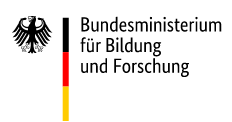 Bundesministerium
für Bildung
und Forschung